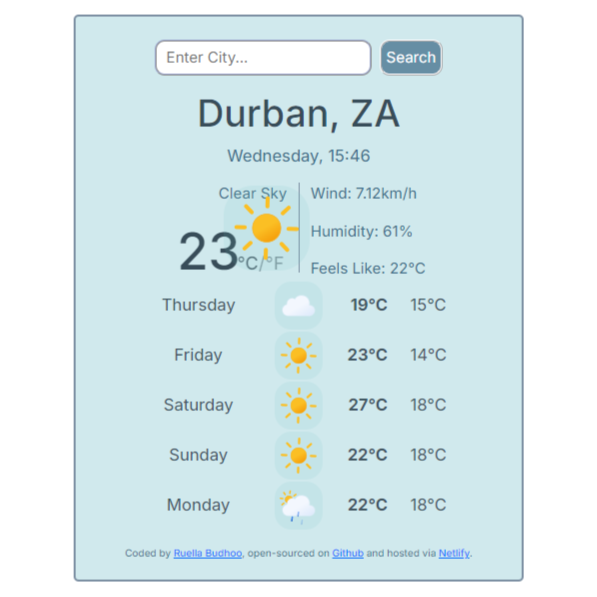 Enter City...
Search
Durban, ZA
Wednesday, 15:46
Clear Sky
23°C/°F
Wind: 7.12km/h
Humidity: 61%
Feels Like: 22°C
Thursday 19°C 15°C
Friday 23°C 14°C
Saturday 27°C 18°C
Sunday 22°C 18°C
Monday 22°C 18°C
Coded by Ruella Budhoo, open-sourced on Github and hosted via Netlify.